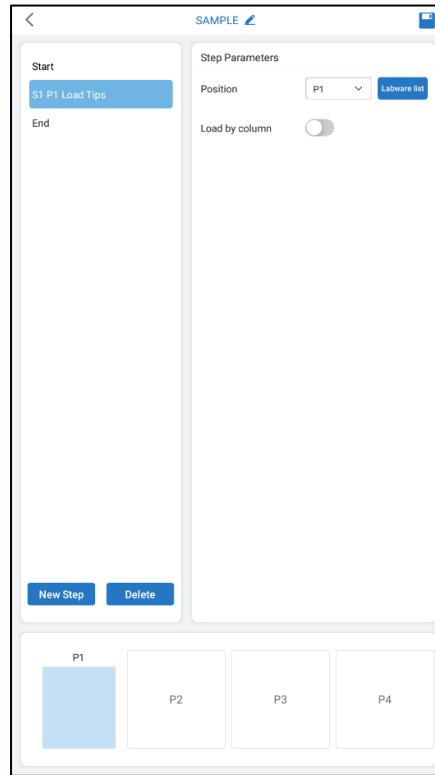 SAMPLE
Start
S1 P1 Load Tips
End
New Step Delete
Step Parameters
Position P1 Labware list
Load by column
P1
P2
P3
P4